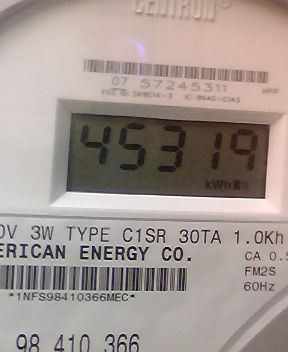 CENTRON®
07 57245311
45319
kWh
0V 3W TYPE C1SR 30TA 1.0Kh
ERICAN ENERGY CO.
CA 0.5
FM2S
*1NFS98410366MEC*
60Hz
98 410 366